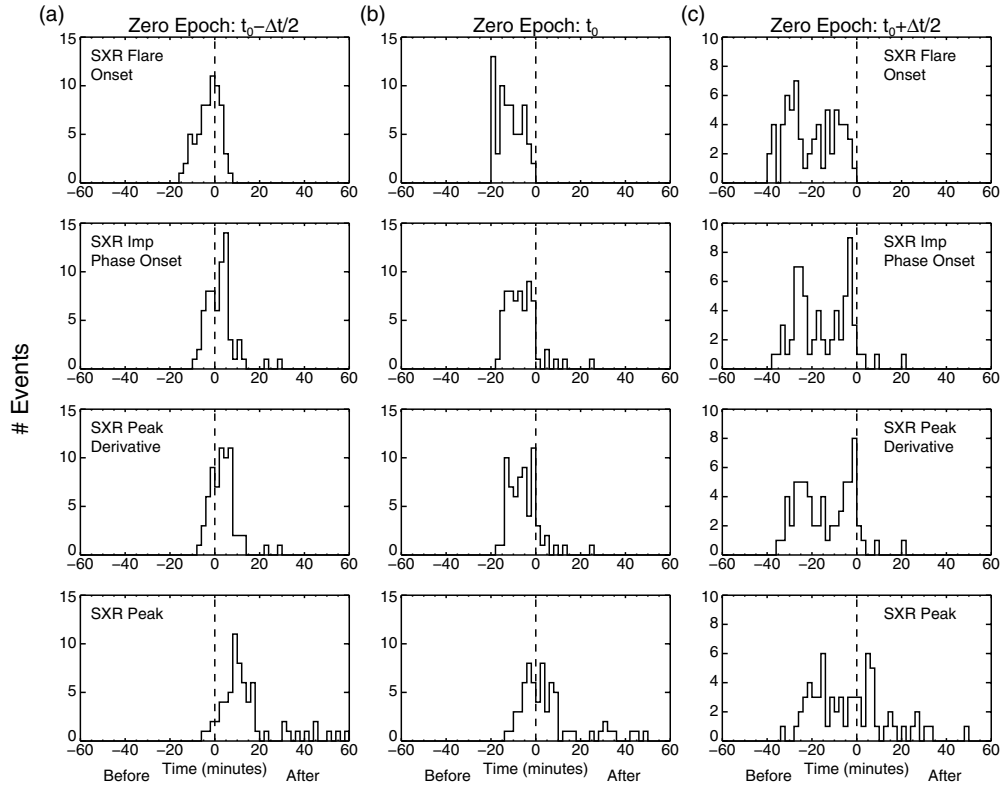 (a)
Zero Epoch: t₀−Δt/2
(b)
Zero Epoch: t₀
(c)
Zero Epoch: t₀+Δt/2
# Events
15
10
5
0
SXR Flare
Onset
−60 −40 −20 0 20 40 60
15
10
5
0
−60 −40 −20 0 20 40 60
10
8
6
4
2
0
SXR Flare
Onset
−60 −40 −20 0 20 40 60
15
10
5
0
SXR Imp
Phase Onset
−60 −40 −20 0 20 40 60
15
10
5
0
−60 −40 −20 0 20 40 60
10
8
6
4
2
0
SXR Imp
Phase Onset
−60 −40 −20 0 20 40 60
15
10
5
0
SXR Peak
Derivative
−60 −40 −20 0 20 40 60
15
10
5
0
−60 −40 −20 0 20 40 60
10
8
6
4
2
0
SXR Peak
Derivative
−60 −40 −20 0 20 40 60
15
10
5
0
SXR Peak
−60 −40 −20 0 20 40 60
Before Time (minutes) After
15
10
5
0
−60 −40 −20 0 20 40 60
Before Time (minutes) After
10
8
6
4
2
0
SXR Peak
−60 −40 −20 0 20 40 60
Before Time (minutes) After